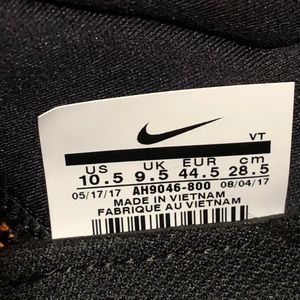 VT
US UK EUR cm
10.5 9.5 44.5 28.5
05/17/17 AH9046-800 08/04/17
MADE IN VIETNAM
FABRIQUE AU VIETNAM